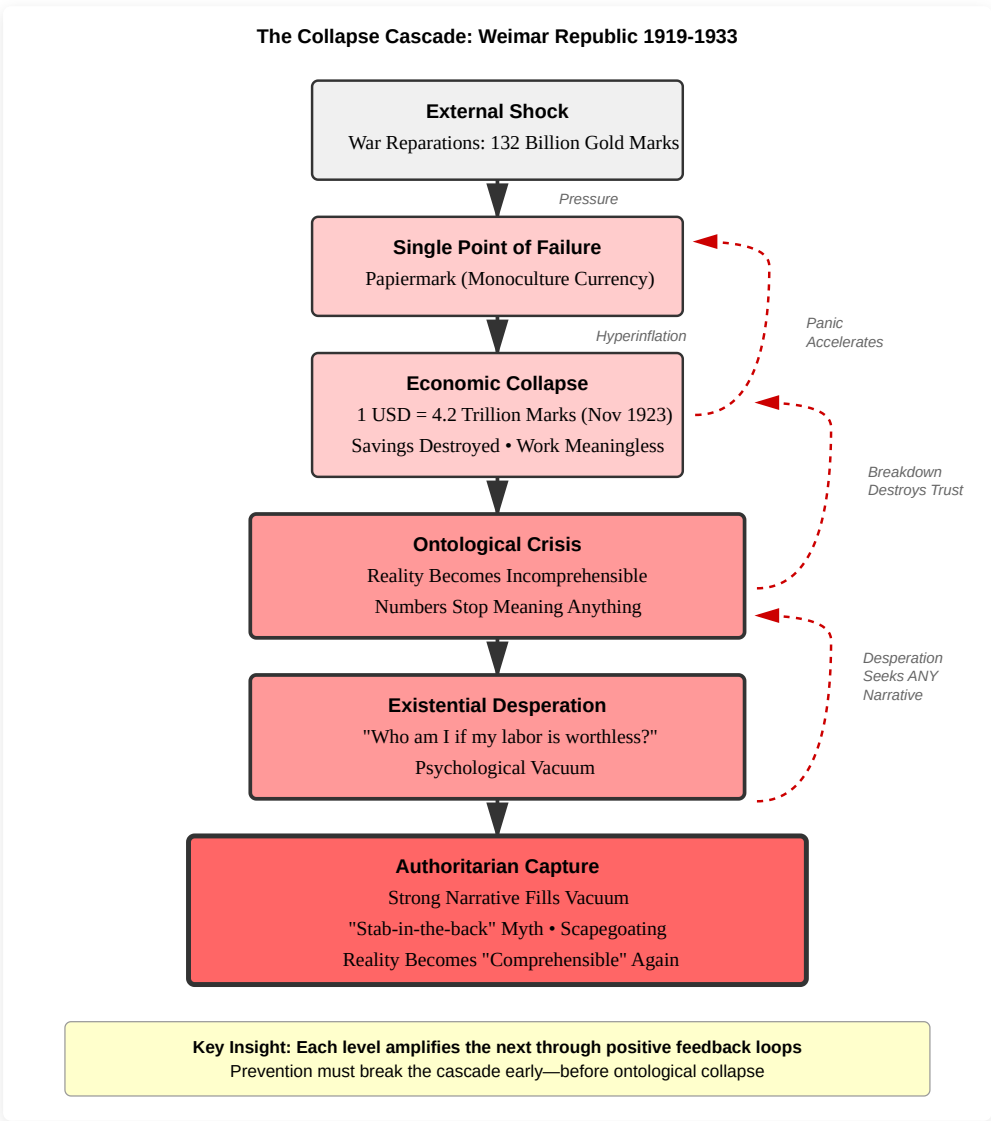 The Collapse Cascade: Weimar Republic 1919-1933
External Shock
War Reparations: 132 Billion Gold Marks
Pressure
Single Point of Failure
Papiermark (Monoculture Currency)
Hyperinflation
Panic
Accelerates
Economic Collapse
1 USD = 4.2 Trillion Marks (Nov 1923)
Savings Destroyed • Work Meaningless
Breakdown
Destroys Trust
Ontological Crisis
Reality Becomes Incomprehensible
Numbers Stop Meaning Anything
Desperation
Seeks ANY
Narrative
Existential Desperation
"Who am I if my labor is worthless?"
Psychological Vacuum
Authoritarian Capture
Strong Narrative Fills Vacuum
"Stab-in-the-back" Myth • Scapegoating
Reality Becomes "Comprehensible" Again
Key Insight: Each level amplifies the next through positive feedback loops
Prevention must break the cascade early—before ontological collapse